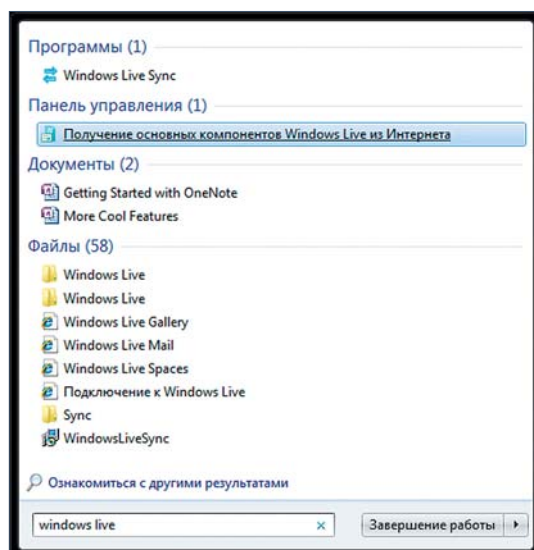 Программы (1)
Windows Live Sync
Панель управления (1)
Получение основных компонентов Windows Live из Интернета
Документы (2)
Getting Started with OneNote
More Cool Features
Файлы (58)
Windows Live
Windows Live
Windows Live Gallery
Windows Live Mail
Windows Live Spaces
Подключение к Windows Live
Sync
WindowsLiveSync
Ознакомиться с другими результатами
windows live
Завершение работы